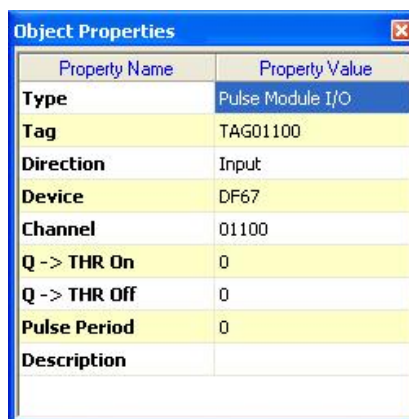 Object Properties
Property Name Property Value
Type Pulse Module I/O
Tag TAG01100
Direction Input
Device DF67
Channel 01100
Q -> THR On 0
Q -> THR Off 0
Pulse Period 0
Description